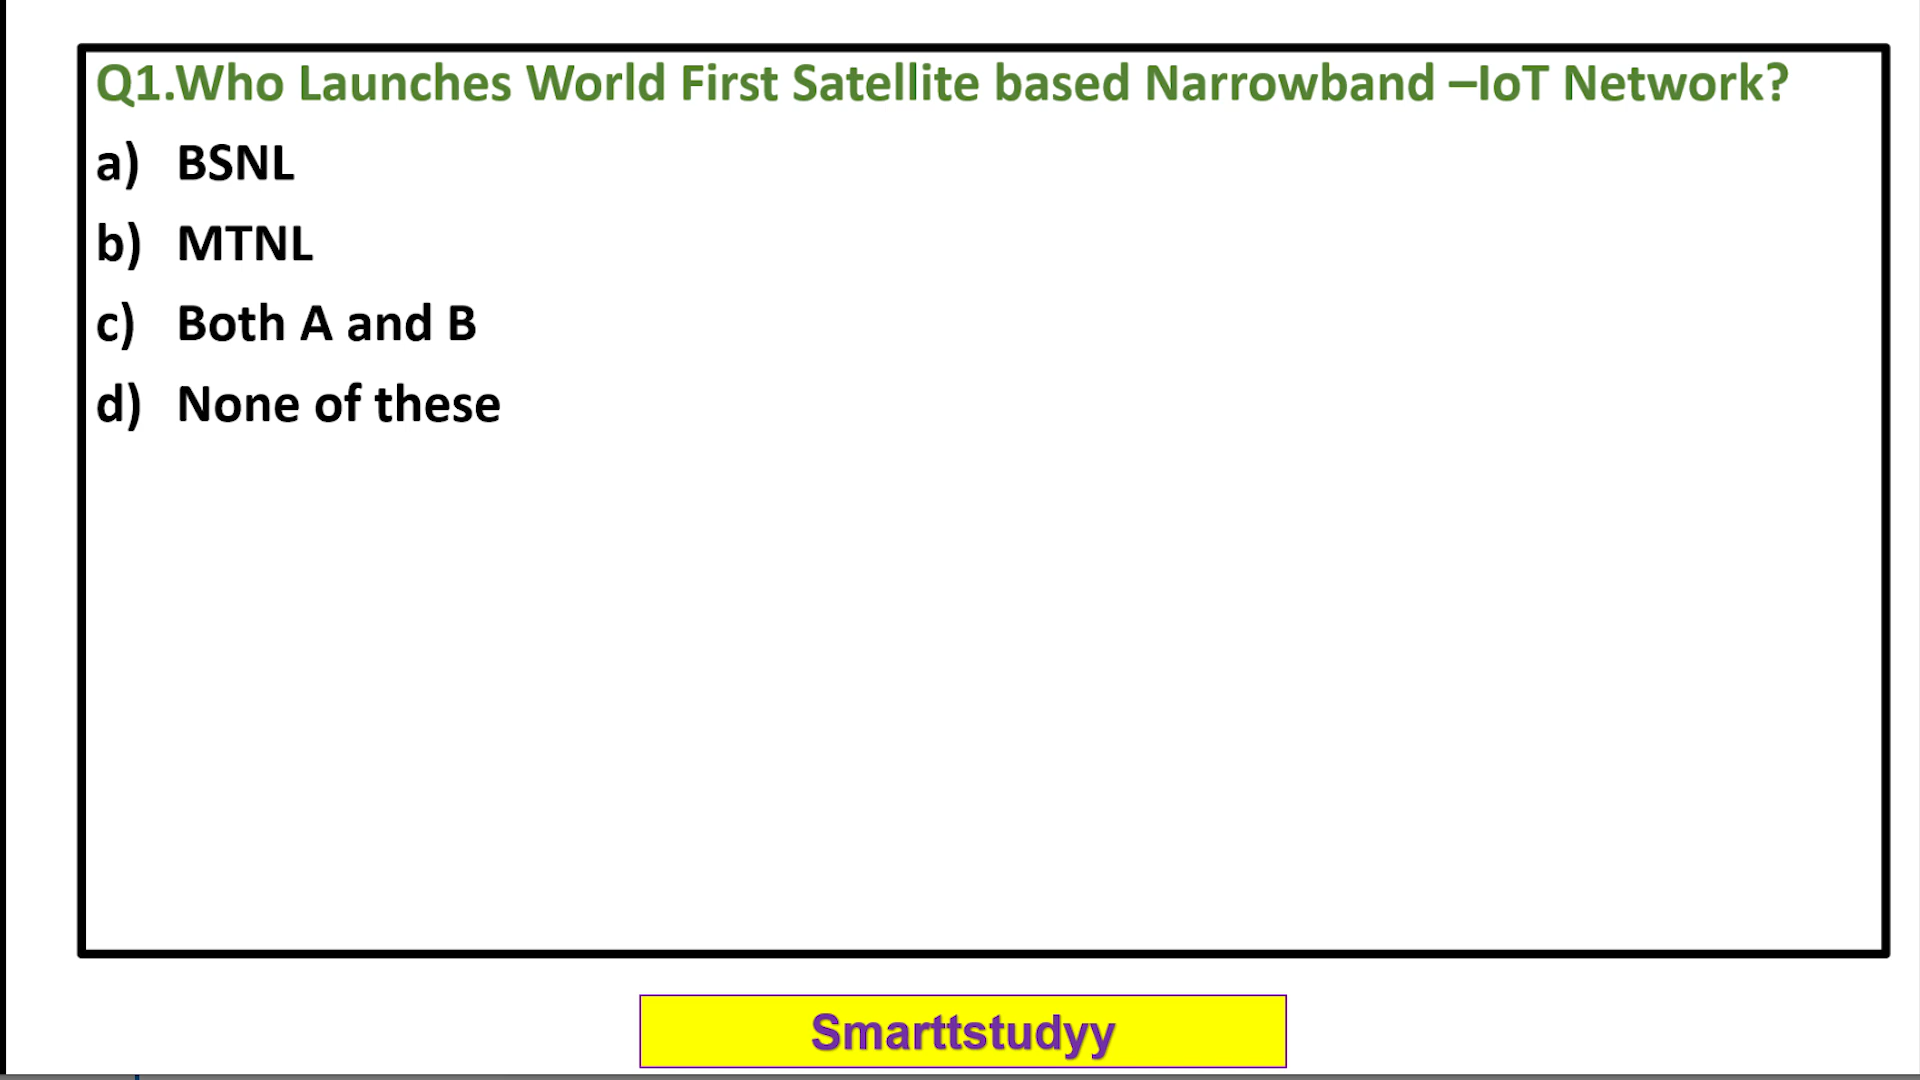 Q1.Who Launches World First Satellite based Narrowband –IoT Network?
a) BSNL
b) MTNL
c) Both A and B
d) None of these
Smarttstudyy